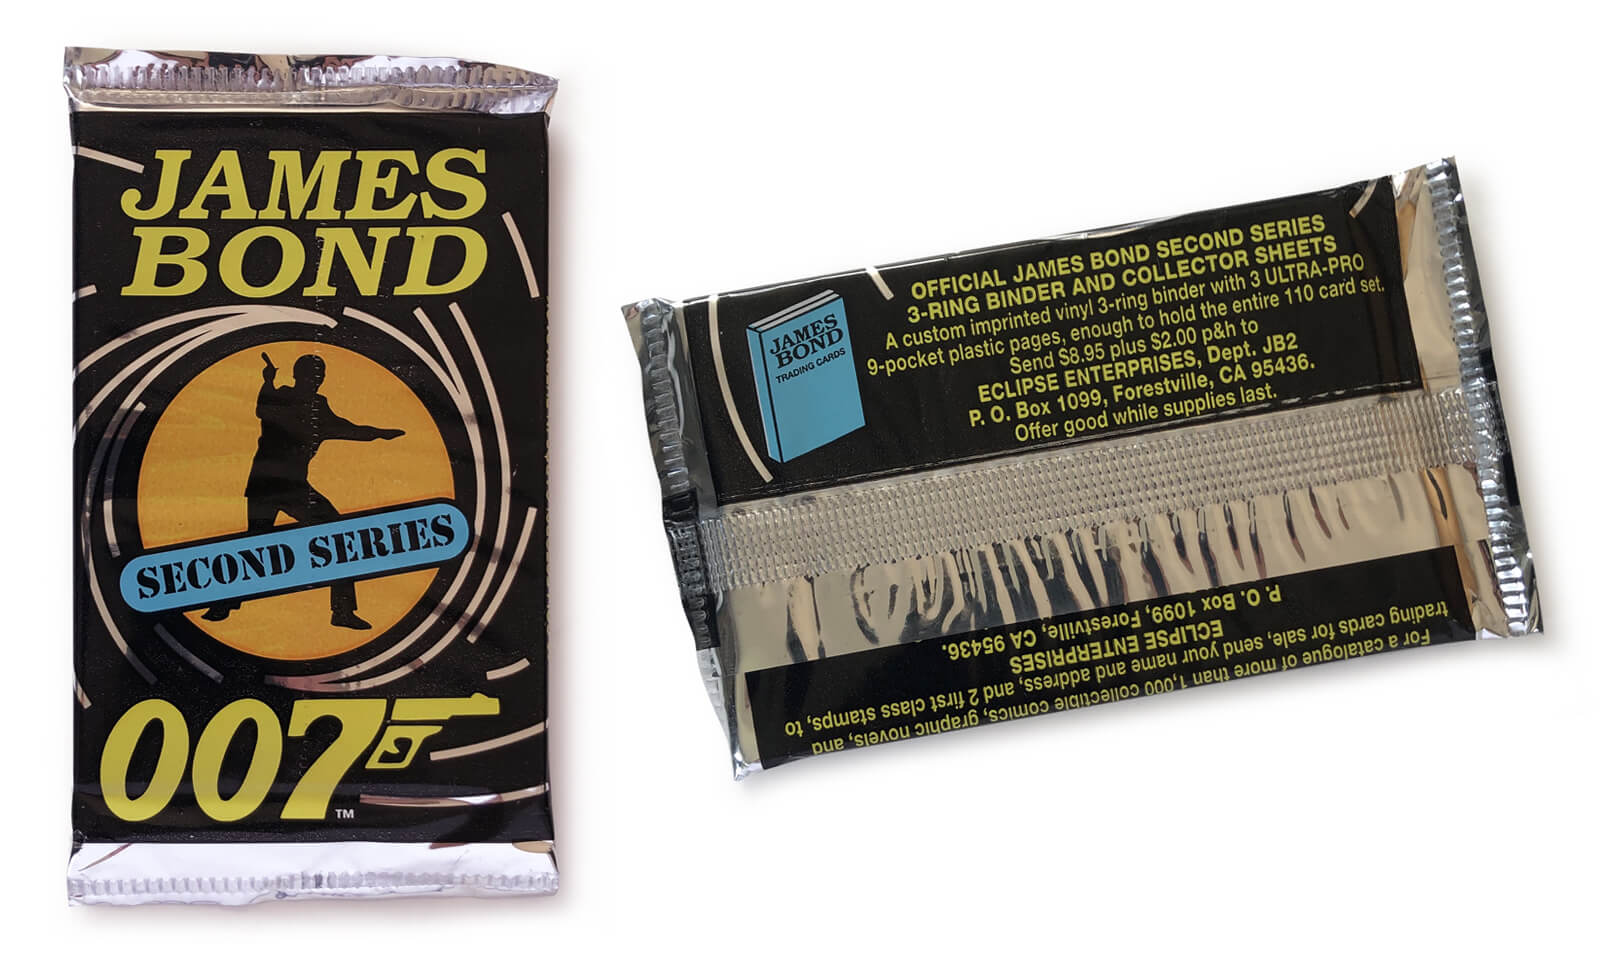 JAMES
BOND
SECOND SERIES
007
TM
JAMES
BOND
TRADING CARDS
OFFICIAL JAMES BOND SECOND SERIES
3-RING BINDER AND COLLECTOR SHEETS
A custom imprinted vinyl 3-ring binder with 3 ULTRA-PRO
9-pocket plastic pages, enough to hold the entire 110 card set.
Send $8.95 plus $2.00 p&h to
ECLIPSE ENTERPRISES, Dept. JB2
P. O. Box 1099, Forestville, CA 95436.
Offer good while supplies last.
For a catalogue of more than 1,000 collectible comics, graphic novels, and
trading cards for sale, send your name and address, and 2 first class stamps, to
ECLIPSE ENTERPRISES
P. O. Box 1099, Forestville, CA 95436.